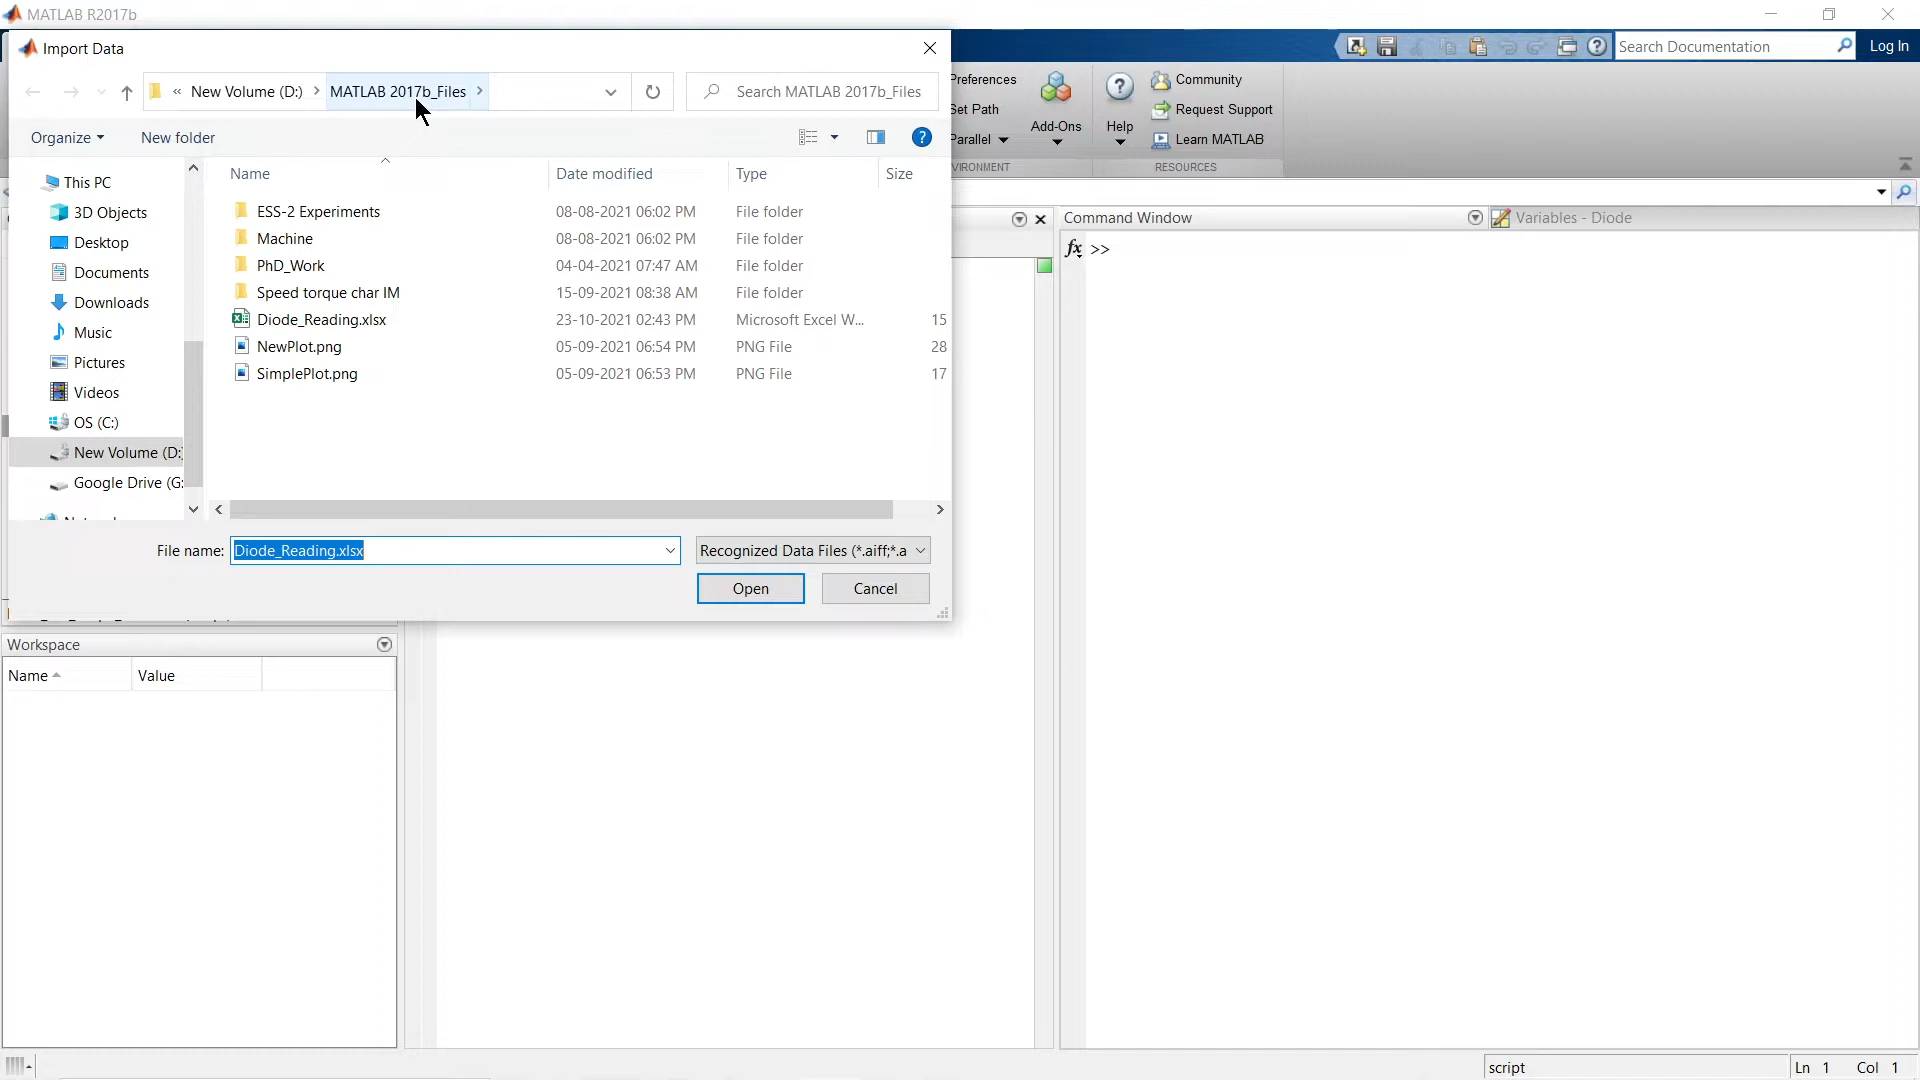 MATLAB R2017b
Import Data
Search Documentation
Log In
« New Volume (D:) > MATLAB 2017b_Files >
Search MATLAB 2017b_Files
Preferences
Community
Set Path
Request Support
Organize
New folder
Parallel
Add-Ons
Help
Learn MATLAB
RESOURCES
Name
Date modified
Type
Size
This PC
3D Objects
Desktop
Documents
Downloads
Music
Pictures
Videos
OS (C:)
New Volume (D:
Google Drive (G:
ESS-2 Experiments 08-08-2021 06:02 PM File folder
Machine 08-08-2021 06:02 PM File folder
PhD_Work 04-04-2021 07:47 AM File folder
Speed torque char IM 15-09-2021 08:38 AM File folder
Diode_Reading.xlsx 23-10-2021 02:43 PM Microsoft Excel W... 15
NewPlot.png 05-09-2021 06:54 PM PNG File 28
SimplePlot.png 05-09-2021 06:53 PM PNG File 17
File name: Diode_Reading.xlsx
Recognized Data Files (*.aiff;*.a
Open
Cancel
Command Window
Variables - Diode
fx >>
Workspace
Name
Value
script
Ln 1 Col 1